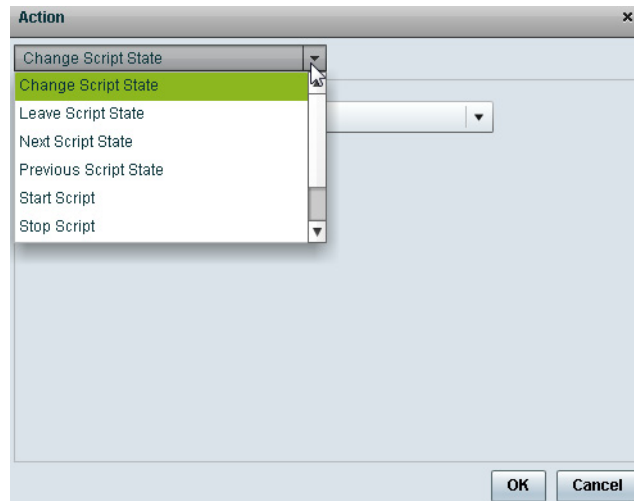 Action
Change Script State
Change Script State
Leave Script State
Next Script State
Previous Script State
Start Script
Stop Script
OK Cancel